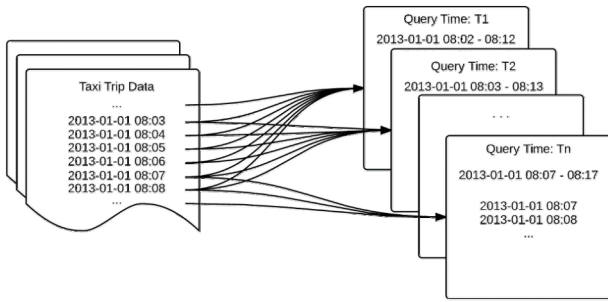 Taxi Trip Data
...
2013-01-01 08:03
2013-01-01 08:04
2013-01-01 08:05
2013-01-01 08:06
2013-01-01 08:07
2013-01-01 08:08
...
Query Time: T1
2013-01-01 08:02 - 08:12
Query Time: T2
2013-01-01 08:03 - 08:13
. . .
Query Time: Tn
2013-01-01 08:07 - 08:17
2013-01-01 08:07
2013-01-01 08:08
...